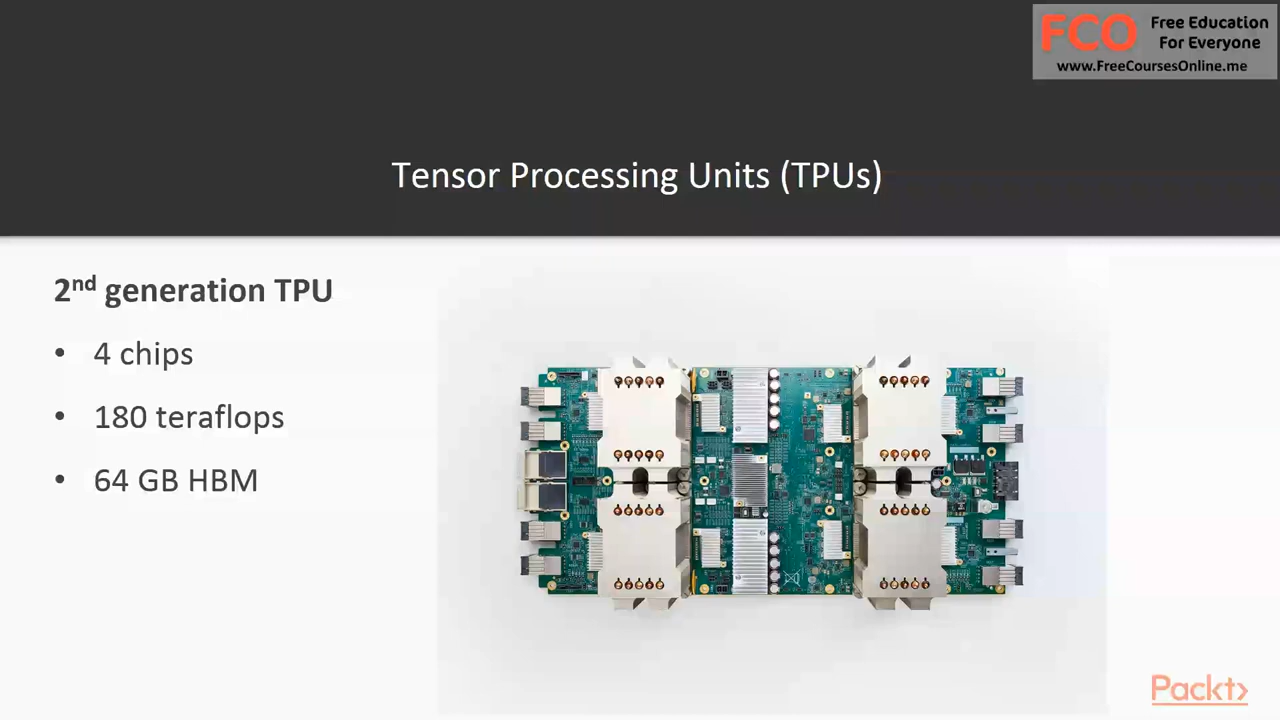 FCO
Free Education
For Everyone
www.FreeCoursesOnline.me
Tensor Processing Units (TPUs)
2nd generation TPU
• 4 chips
• 180 teraflops
• 64 GB HBM
Packt>